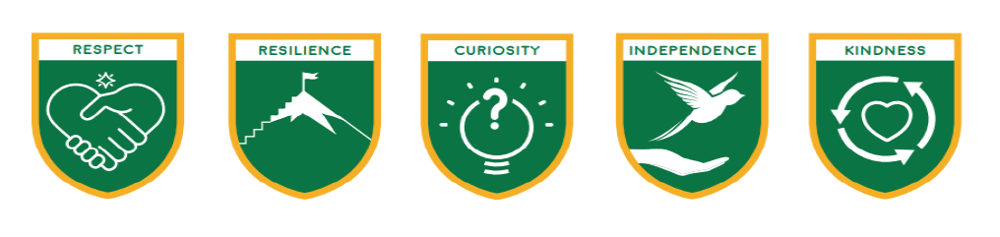 RESPECT
RESILIENCE
CURIOSITY
INDEPENDENCE
KINDNESS
?